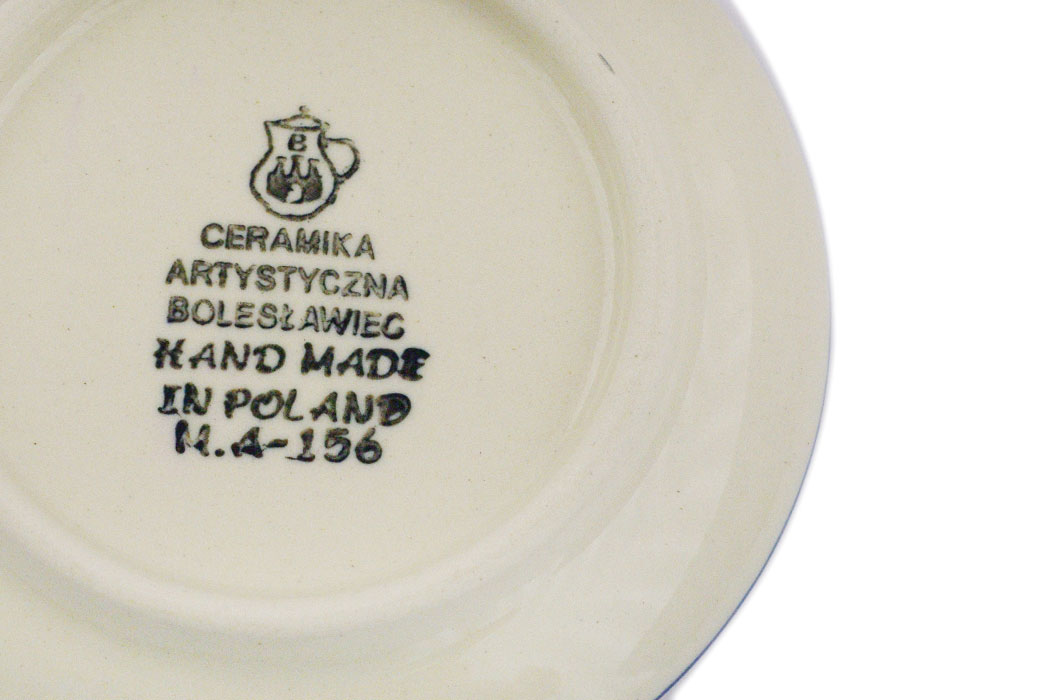 B
CERAMIKA
ARTYSTYCZNA
BOLESŁAWIEC
HAND MADE
IN POLAND
M.A-156